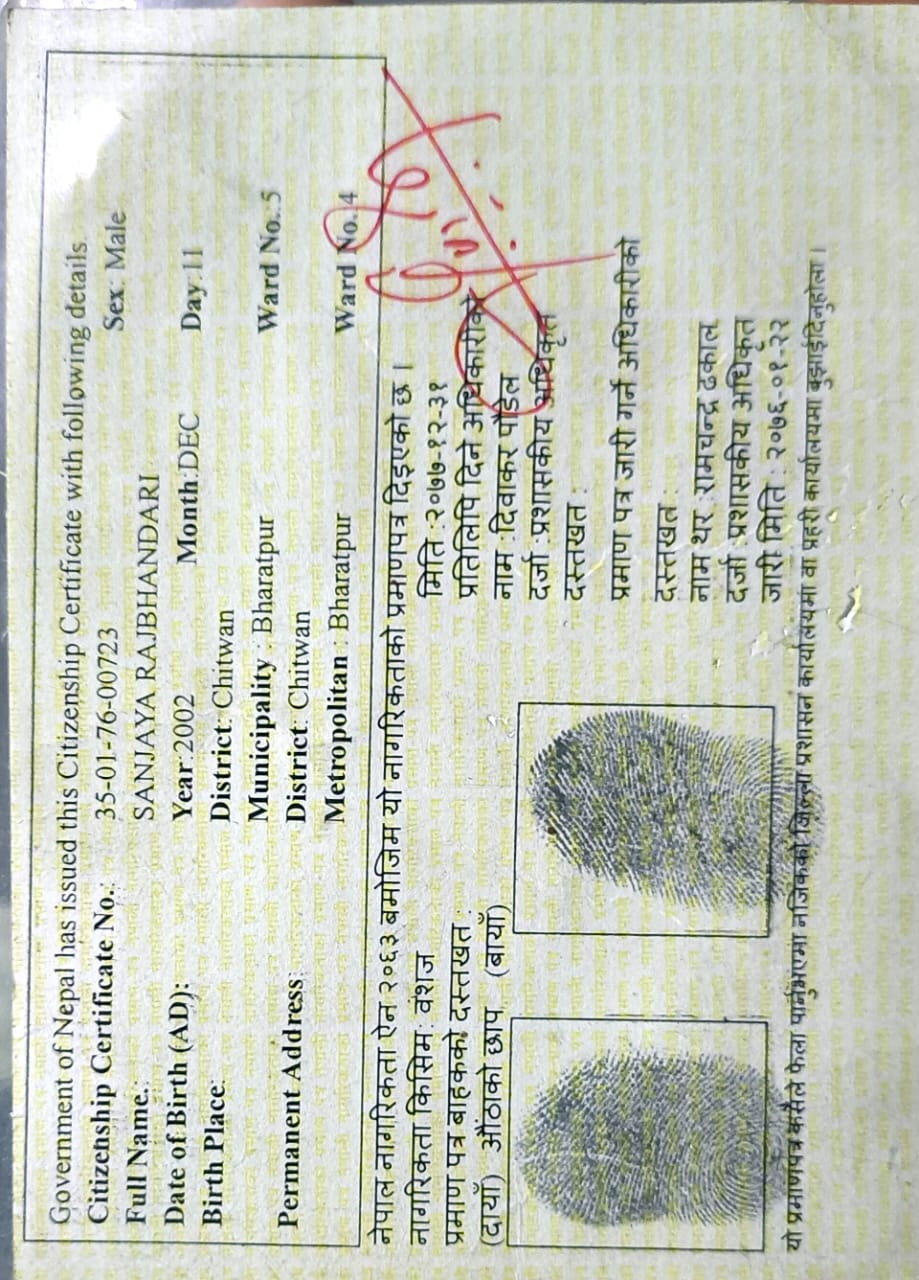 Government of Nepal has issued this Citizenship Certificate with following details.
Citizenship Certificate No.: 35-01-76-00723 Sex: Male
Full Name.: SANJAYA RAJBHANDARI
Date of Birth (AD): Year:2002 Month:DEC Day:11
Birth Place: District: Chitwan
Municipality : Bharatpur Ward No.:5
Permanent Address: District: Chitwan
Metropolitan : Bharatpur Ward No. 4
नेपाल नागरिकता ऐन २०६३ बमोजिम यो नागरिकताको प्रमाणपत्र दिइएको छ ।
नागरिकता किसिम: वंशज
प्रमाण पत्र बाहकको दस्तखत :
(दायाँ) औंठाको छाप (बायाँ)
मिति :२०७७-१२-३१
प्रतिलिपि दिने अधिकारीको
नाम :दिवाकर पौडेल
दर्जा :प्रशासकीय अधिकृत
दस्तखत :
प्रमाण पत्र जारी गर्ने अधिकारीको
दस्तखत :
नाम थर :रामचन्द्र ढकाल
दर्जा :प्रशासकीय अधिकृत
जारी मिति : २०७६-०१-२२
यो प्रमाणपत्र कसैले फेला पार्नुभएमा नजिकको जिल्ला प्रशासन कार्यालयमा वा प्रहरी कार्यालयमा बुझाईदिनुहोला ।